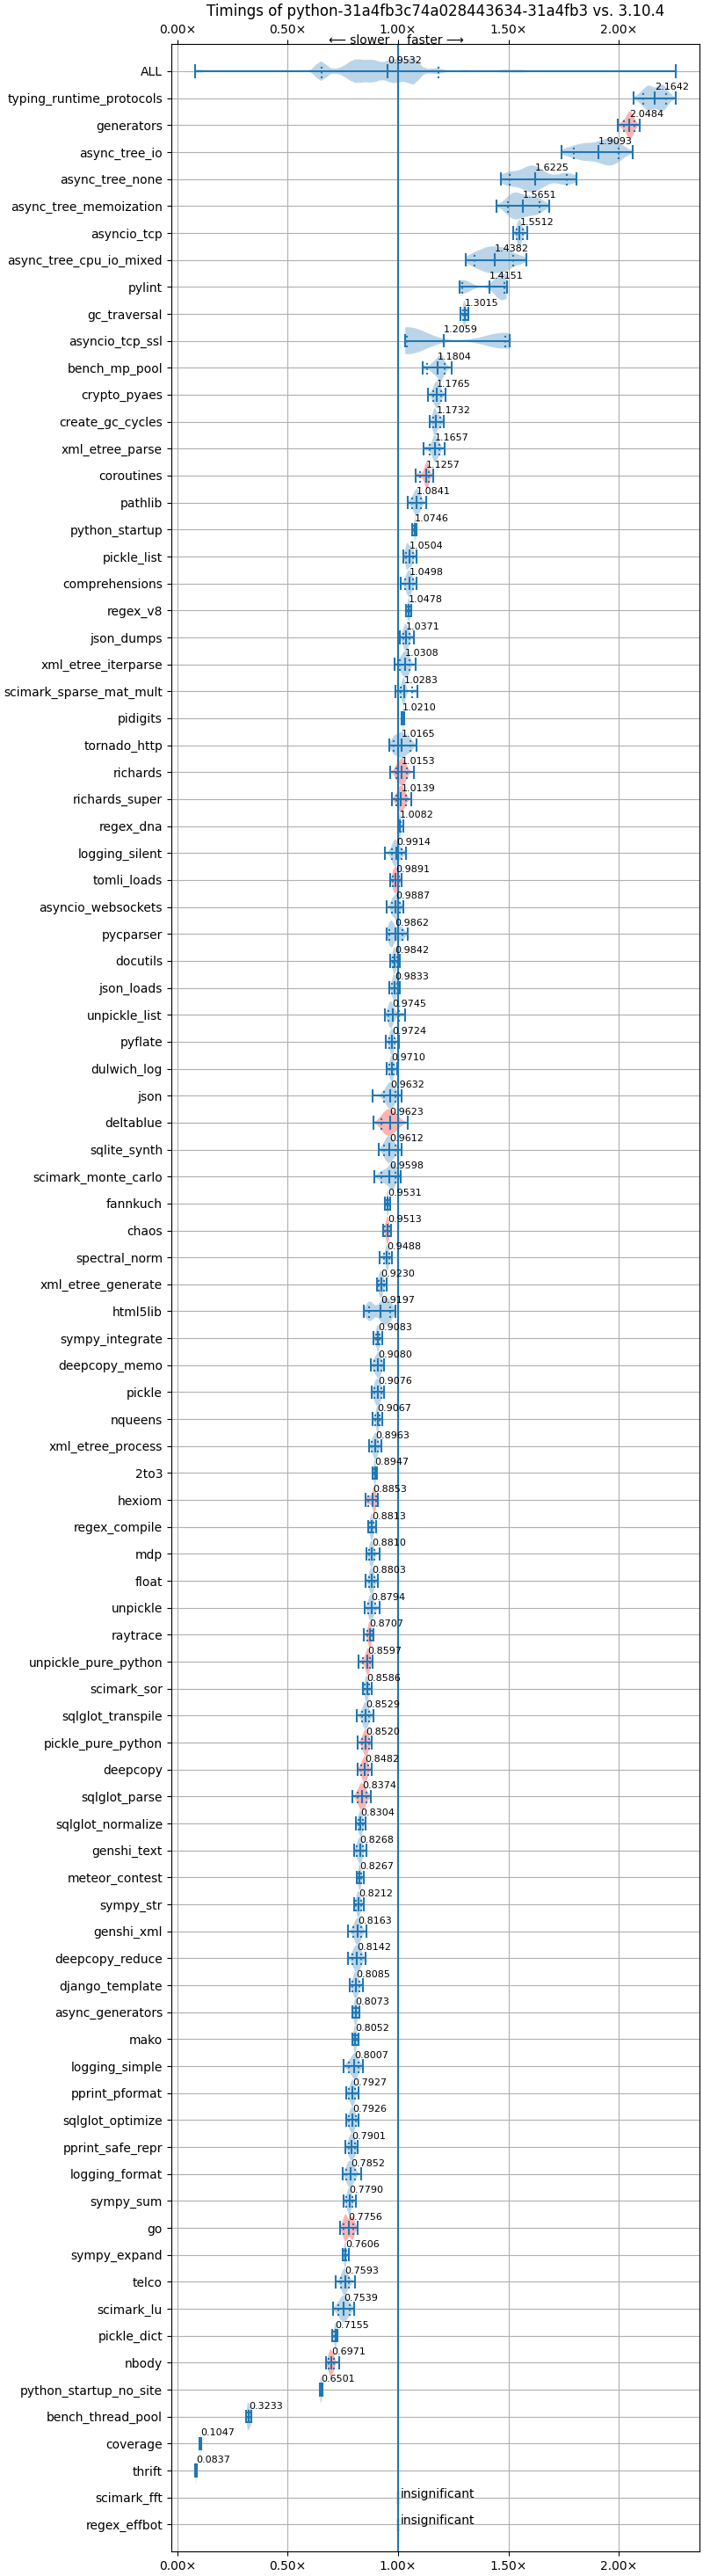 Timings of python-31a4fb3c74a028443634-31a4fb3 vs. 3.10.4
0.00× 0.50× 1.00× 1.50× 2.00×
⟵ slower faster ⟶
ALL 0.9532
typing_runtime_protocols 2.1642
generators 2.0484
async_tree_io 1.9093
async_tree_none 1.6225
async_tree_memoization 1.5651
asyncio_tcp 1.5512
async_tree_cpu_io_mixed 1.4382
pylint 1.4151
gc_traversal 1.3015
asyncio_tcp_ssl 1.2059
bench_mp_pool 1.1804
crypto_pyaes 1.1765
create_gc_cycles 1.1732
xml_etree_parse 1.1657
coroutines 1.1257
pathlib 1.0841
python_startup 1.0746
pickle_list 1.0504
comprehensions 1.0498
regex_v8 1.0478
json_dumps 1.0371
xml_etree_iterparse 1.0308
scimark_sparse_mat_mult 1.0283
pidigits 1.0210
tornado_http 1.0165
richards 1.0153
richards_super 1.0139
regex_dna 1.0082
logging_silent 0.9914
tomli_loads 0.9891
asyncio_websockets 0.9887
pycparser 0.9862
docutils 0.9842
json_loads 0.9833
unpickle_list 0.9745
pyflate 0.9724
dulwich_log 0.9710
json 0.9632
deltablue 0.9623
sqlite_synth 0.9612
scimark_monte_carlo 0.9598
fannkuch 0.9531
chaos 0.9513
spectral_norm 0.9488
xml_etree_generate 0.9230
html5lib 0.9197
sympy_integrate 0.9083
deepcopy_memo 0.9080
pickle 0.9076
nqueens 0.9067
xml_etree_process 0.8963
2to3 0.8947
hexiom 0.8853
regex_compile 0.8813
mdp 0.8810
float 0.8803
unpickle 0.8794
raytrace 0.8707
unpickle_pure_python 0.8597
scimark_sor 0.8586
sqlglot_transpile 0.8529
pickle_pure_python 0.8520
deepcopy 0.8482
sqlglot_parse 0.8374
sqlglot_normalize 0.8304
genshi_text 0.8268
meteor_contest 0.8267
sympy_str 0.8212
genshi_xml 0.8163
deepcopy_reduce 0.8142
django_template 0.8085
async_generators 0.8073
mako 0.8052
logging_simple 0.8007
pprint_pformat 0.7927
sqlglot_optimize 0.7926
pprint_safe_repr 0.7901
logging_format 0.7852
sympy_sum 0.7790
go 0.7756
sympy_expand 0.7606
telco 0.7593
scimark_lu 0.7539
pickle_dict 0.7155
nbody 0.6971
python_startup_no_site 0.6501
bench_thread_pool 0.3233
coverage 0.1047
thrift 0.0837
scimark_fft insignificant
regex_effbot insignificant
0.00× 0.50× 1.00× 1.50× 2.00×